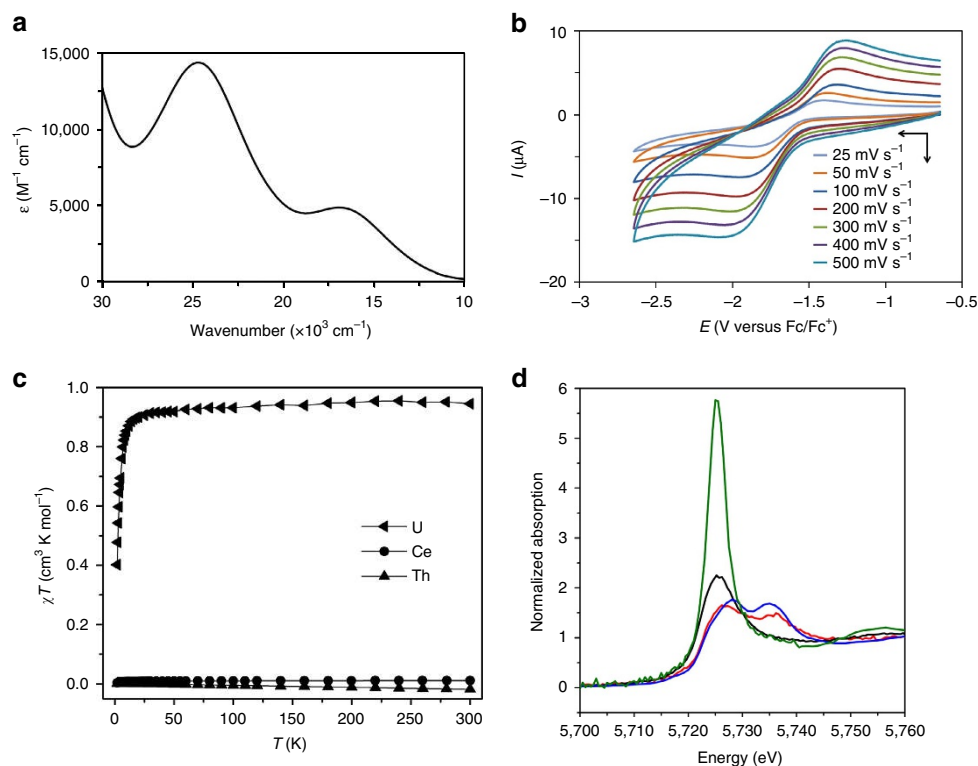 a
15,000
10,000
5,000
0
ε (M⁻¹ cm⁻¹)
30
25
20
15
10
Wavenumber (×10³ cm⁻¹)
b
10
0
−10
−20
I (μA)
25 mV s⁻¹
50 mV s⁻¹
100 mV s⁻¹
200 mV s⁻¹
300 mV s⁻¹
400 mV s⁻¹
500 mV s⁻¹
−3
−2.5
−2
−1.5
−1
−0.5
E (V versus Fc/Fc⁺)
c
1.0
0.8
0.6
0.4
0.2
0.0
χT (cm³ K mol⁻¹)
U
Ce
Th
0
50
100
150
200
250
300
T (K)
d
6
5
4
3
2
1
0
Normalized absorption
5,700
5,710
5,720
5,730
5,740
5,750
5,760
Energy (eV)